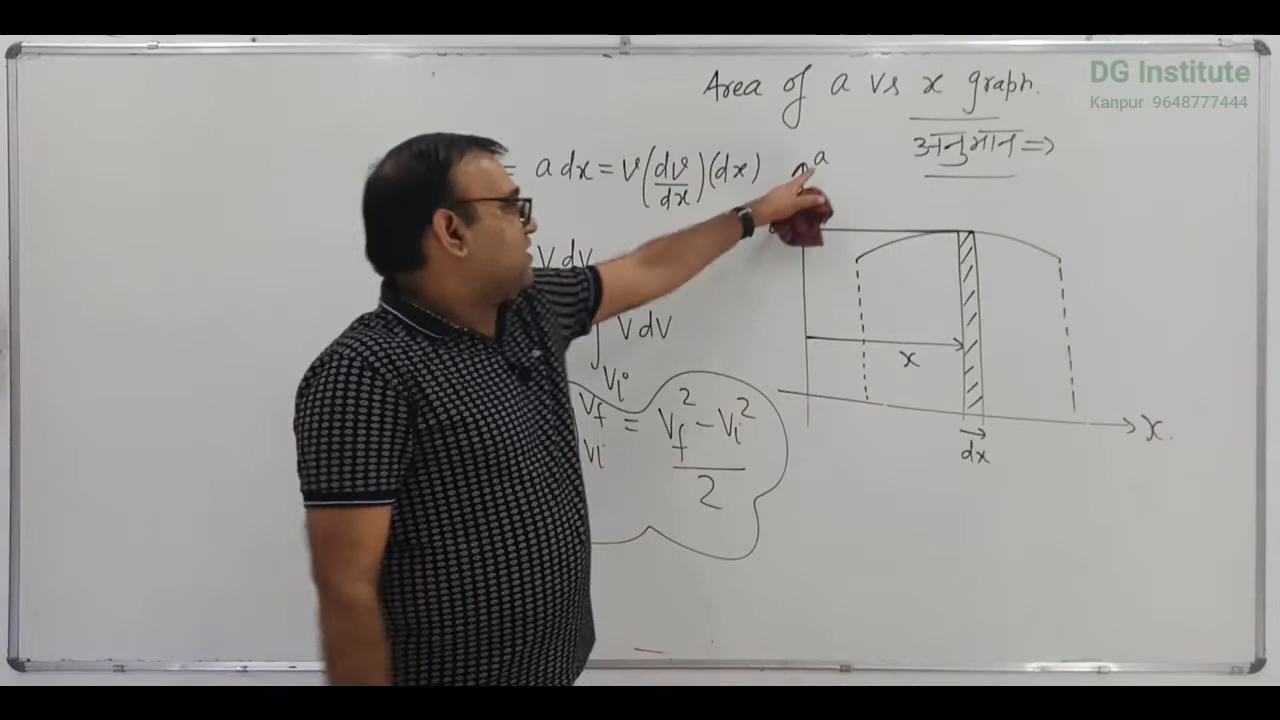 DG Institute
Kanpur 9648777444
Area of a vs x graph.
अनुमान ⇒
= a dx = v(dv/dx)(dx)
a
V dV
∫ V dV
Vi
Vf
Vi
= Vf² - Vi² / 2
x
x.
dx